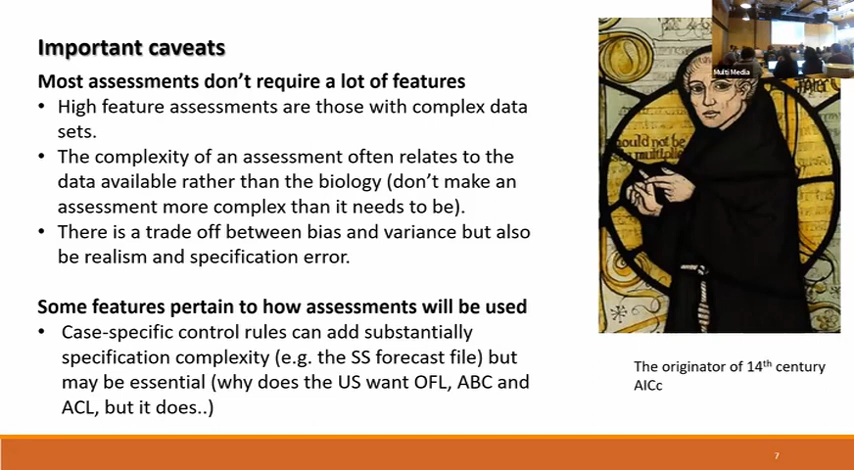 Important caveats
Most assessments don't require a lot of features
• High feature assessments are those with complex data
sets.
• The complexity of an assessment often relates to the
data available rather than the biology (don't make an
assessment more complex than it needs to be).
• There is a trade off between bias and variance but also
be realism and specification error.
Some features pertain to how assessments will be used
• Case-specific control rules can add substantially
specification complexity (e.g. the SS forecast file) but
may be essential (why does the US want OFL, ABC and
ACL, but it does..)
Multi Media
ould not be
The originator of 14th century
AICc
7